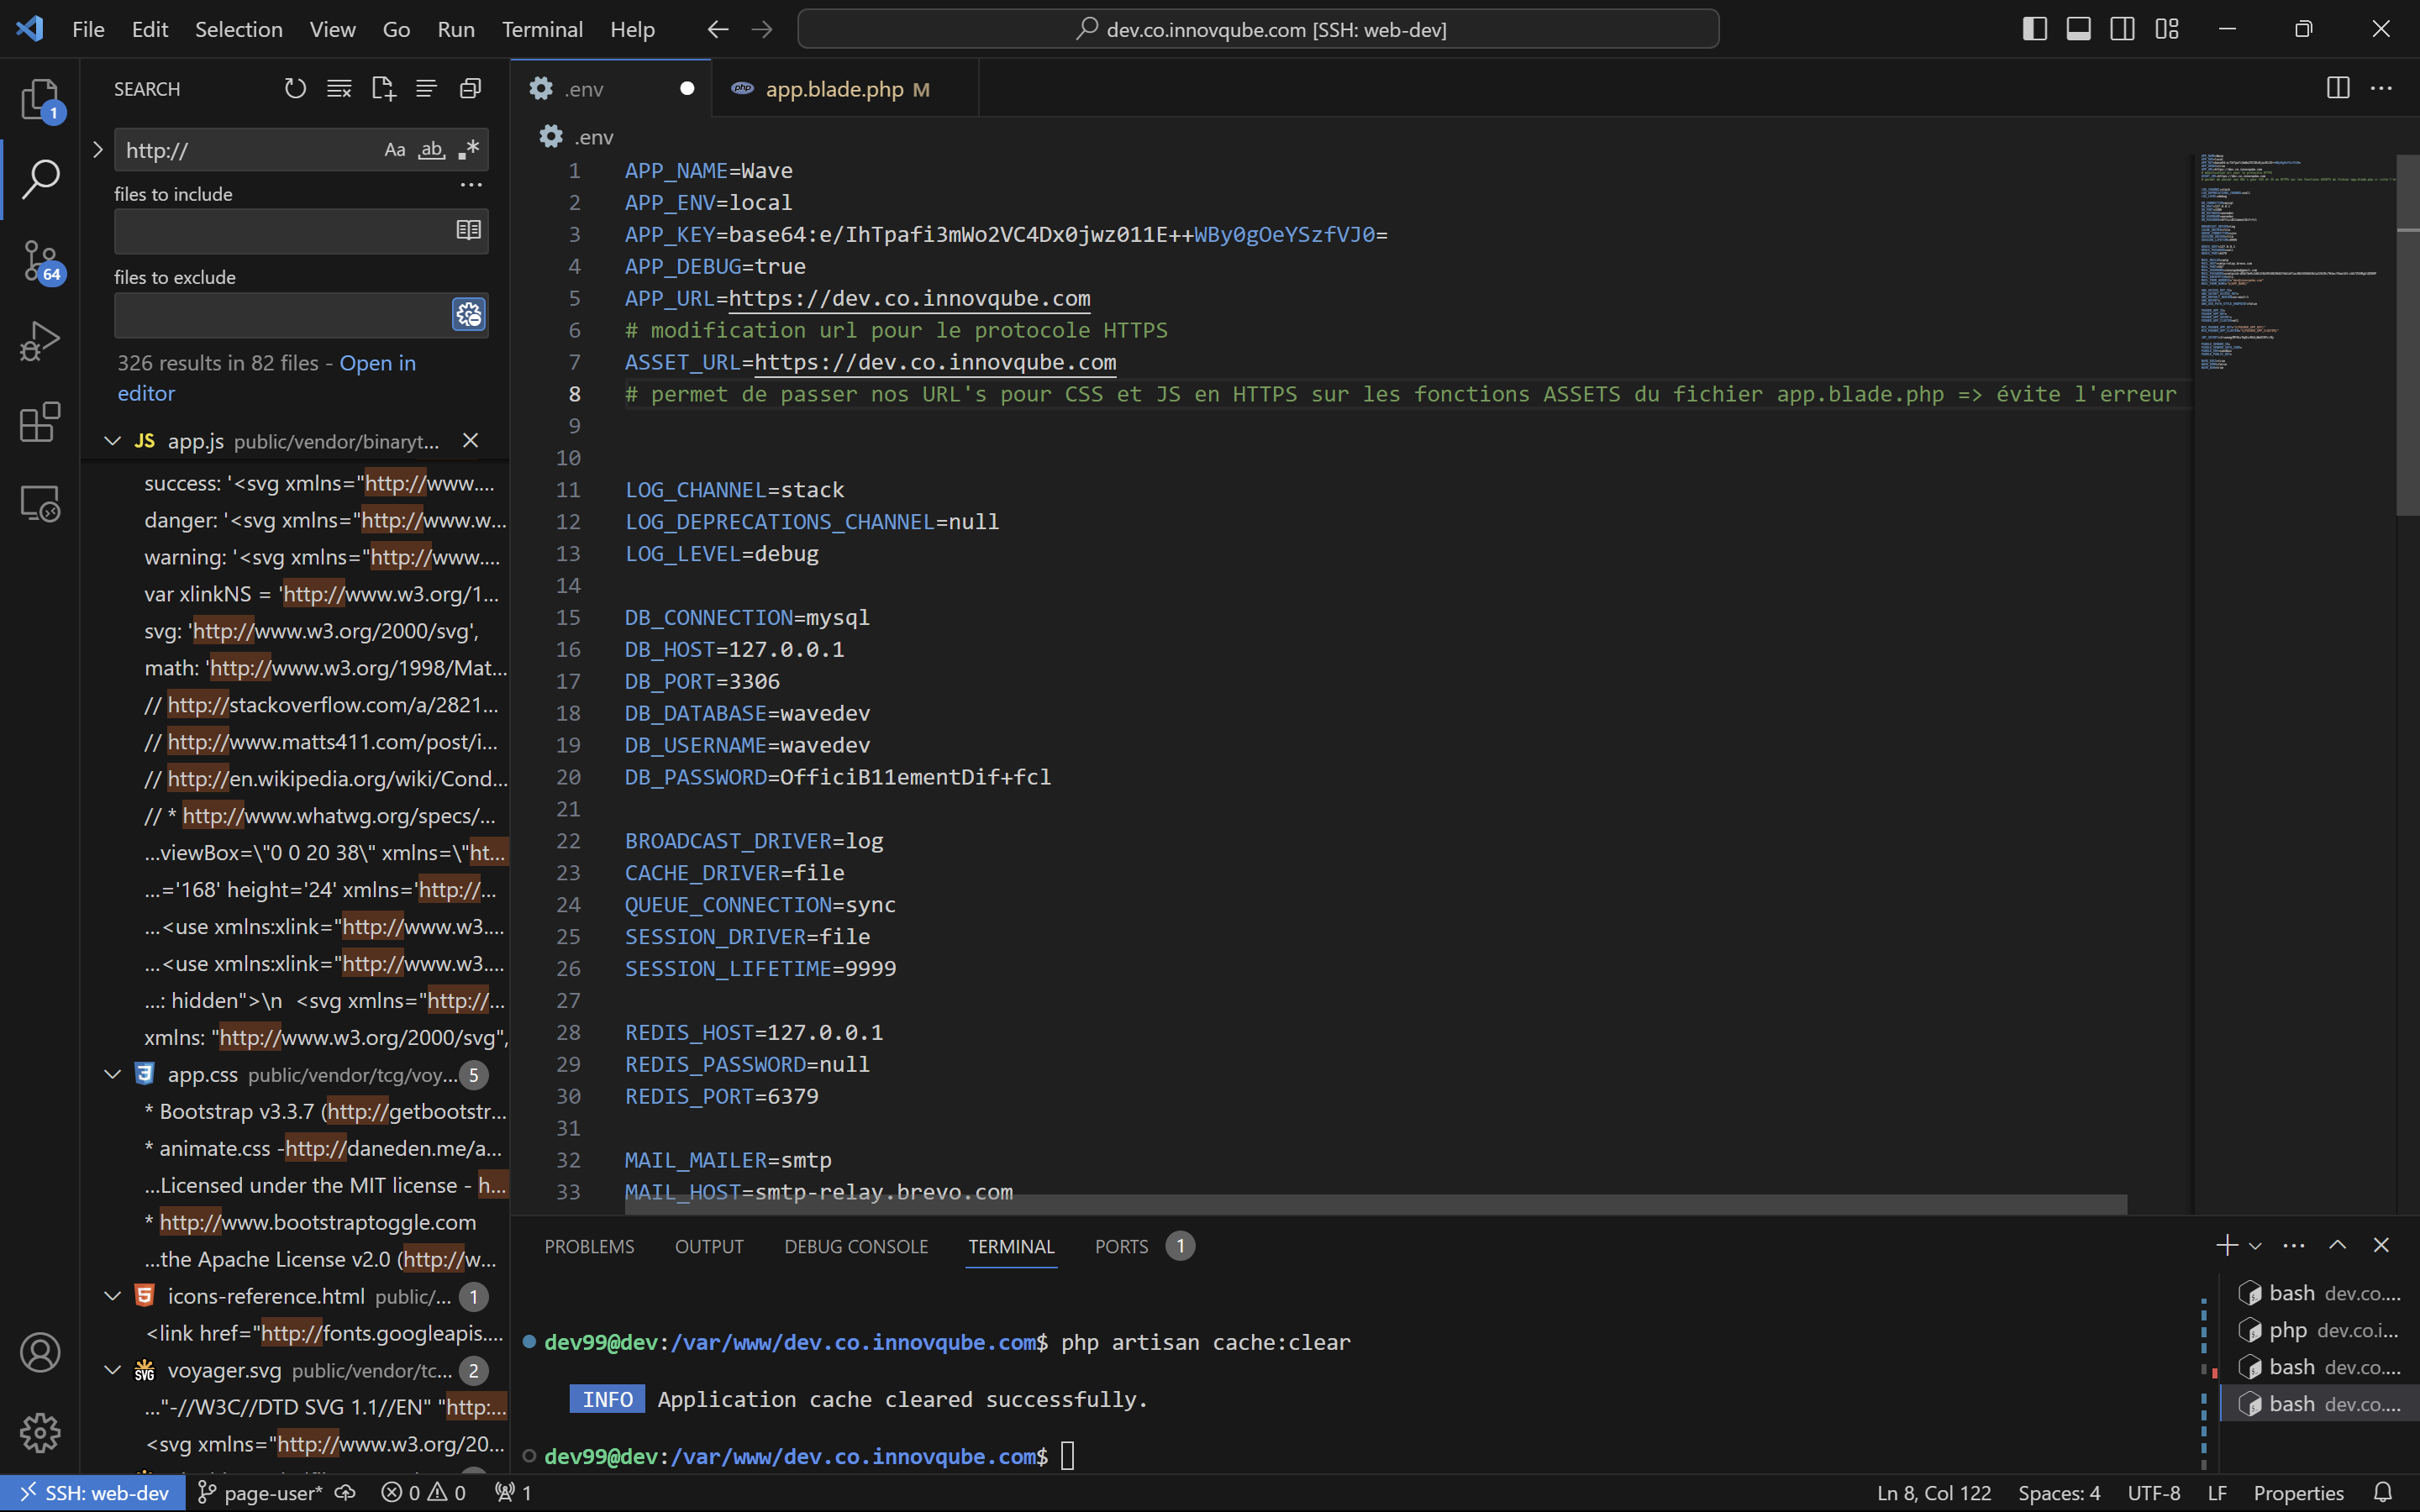 File Edit Selection View Go Run Terminal Help
dev.co.innovqube.com [SSH: web-dev]
SEARCH
http://
Aa ab .*
files to include
files to exclude
326 results in 82 files - Open in
editor
JS app.js public/vendor/binaryt...
success: '<svg xmlns="http://www....
danger: '<svg xmlns="http://www.w...
warning: '<svg xmlns="http://www....
var xlinkNS = 'http://www.w3.org/1...
svg: 'http://www.w3.org/2000/svg',
math: 'http://www.w3.org/1998/Mat...
// http://stackoverflow.com/a/2821...
// http://www.matts411.com/post/i...
// http://en.wikipedia.org/wiki/Cond...
// * http://www.whatwg.org/specs/...
...viewBox=\"0 0 20 38\" xmlns=\"ht...
...='168' height='24' xmlns='http://...
...<use xmlns:xlink="http://www.w3....
...<use xmlns:xlink="http://www.w3....
...: hidden">\n <svg xmlns="http://...
xmlns: "http://www.w3.org/2000/svg",
app.css public/vendor/tcg/voy... 5
* Bootstrap v3.3.7 (http://getbootstr...
* animate.css -http://daneden.me/a...
...Licensed under the MIT license - h...
* http://www.bootstraptoggle.com
...the Apache License v2.0 (http://w...
icons-reference.html public/... 1
<link href="http://fonts.googleapis....
voyager.svg public/vendor/tc... 2
..."-//W3C//DTD SVG 1.1//EN" "http:...
<svg xmlns="http://www.w3.org/20...
1
64
.env
php app.blade.php M
.env
1 APP_NAME=Wave
2 APP_ENV=local
3 APP_KEY=base64:e/IhTpafi3mWo2VC4Dx0jwz011E++WBy0gOeYSzfVJ0=
4 APP_DEBUG=true
5 APP_URL=https://dev.co.innovqube.com
6 # modification url pour le protocole HTTPS
7 ASSET_URL=https://dev.co.innovqube.com
8 # permet de passer nos URL's pour CSS et JS en HTTPS sur les fonctions ASSETS du fichier app.blade.php => évite l'erreur
9
10
11 LOG_CHANNEL=stack
12 LOG_DEPRECATIONS_CHANNEL=null
13 LOG_LEVEL=debug
14
15 DB_CONNECTION=mysql
16 DB_HOST=127.0.0.1
17 DB_PORT=3306
18 DB_DATABASE=wavedev
19 DB_USERNAME=wavedev
20 DB_PASSWORD=OfficiB11ementDif+fcl
21
22 BROADCAST_DRIVER=log
23 CACHE_DRIVER=file
24 QUEUE_CONNECTION=sync
25 SESSION_DRIVER=file
26 SESSION_LIFETIME=9999
27
28 REDIS_HOST=127.0.0.1
29 REDIS_PASSWORD=null
30 REDIS_PORT=6379
31
32 MAIL_MAILER=smtp
33 MAIL_HOST=smtp-relay.brevo.com
PROBLEMS OUTPUT DEBUG CONSOLE TERMINAL PORTS 1
dev99@dev:/var/www/dev.co.innovqube.com$ php artisan cache:clear
INFO Application cache cleared successfully.
dev99@dev:/var/www/dev.co.innovqube.com$
bash dev.co....
php dev.co.i...
bash dev.co....
bash dev.co....
SSH: web-dev page-user* 0 0 1
Ln 8, Col 122 Spaces: 4 UTF-8 LF Properties